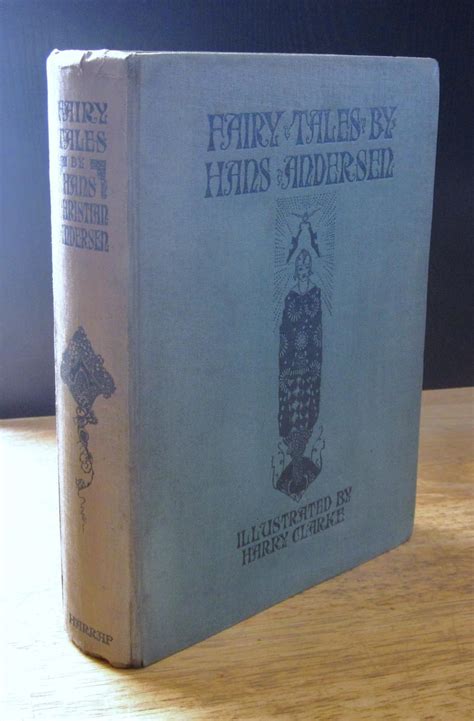 FAIRY
TALES
BY
HANS
CHRISTIAN
ANDERSEN
HARRAP
FAIRY TALES BY
HANS ANDERSEN
ILLUSTRATED BY
HARRY CLARKE